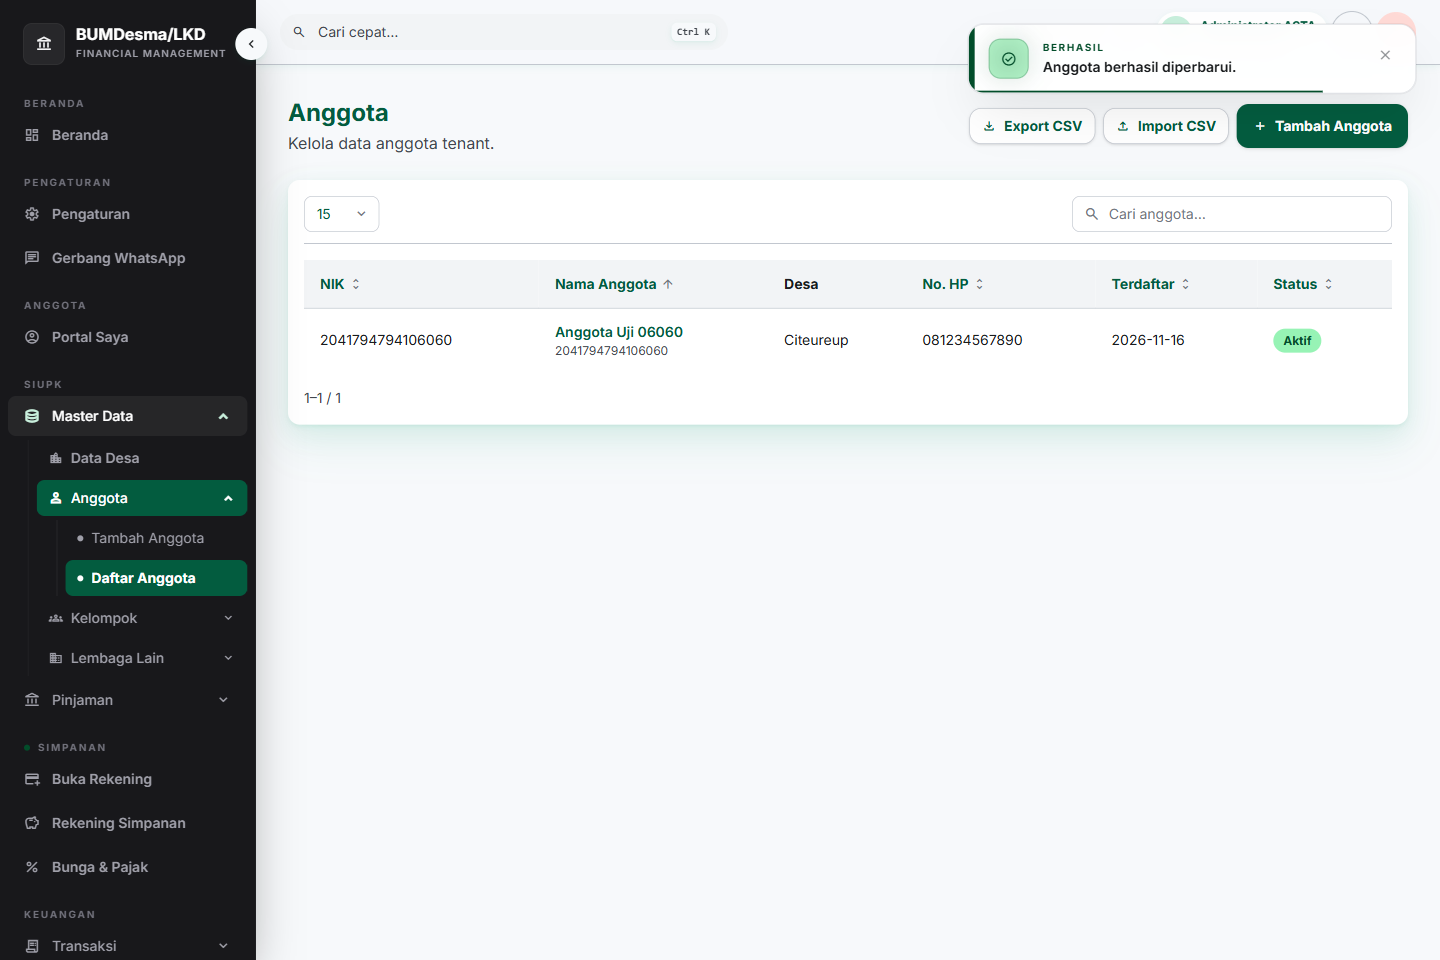 BUMDesma/LKD
FINANCIAL MANAGEMENT
BERANDA
Beranda
PENGATURAN
Pengaturan
Gerbang WhatsApp
ANGGOTA
Portal Saya
SIUPK
Master Data
Data Desa
Anggota
Tambah Anggota
Daftar Anggota
Kelompok
Lembaga Lain
Pinjaman
SIMPANAN
Buka Rekening
Rekening Simpanan
Bunga & Pajak
KEUANGAN
Transaksi
Cari cepat...
Ctrl K
Administrator ACTA
BERHASIL
Anggota berhasil diperbarui.
Anggota
Kelola data anggota tenant.
Export CSV
Import CSV
Tambah Anggota
15
Cari anggota...
NIK Nama Anggota Desa No. HP Terdaftar Status
2041794794106060 Anggota Uji 06060 Citeureup 081234567890 2026-11-16 Aktif
2041794794106060
1–1 / 1